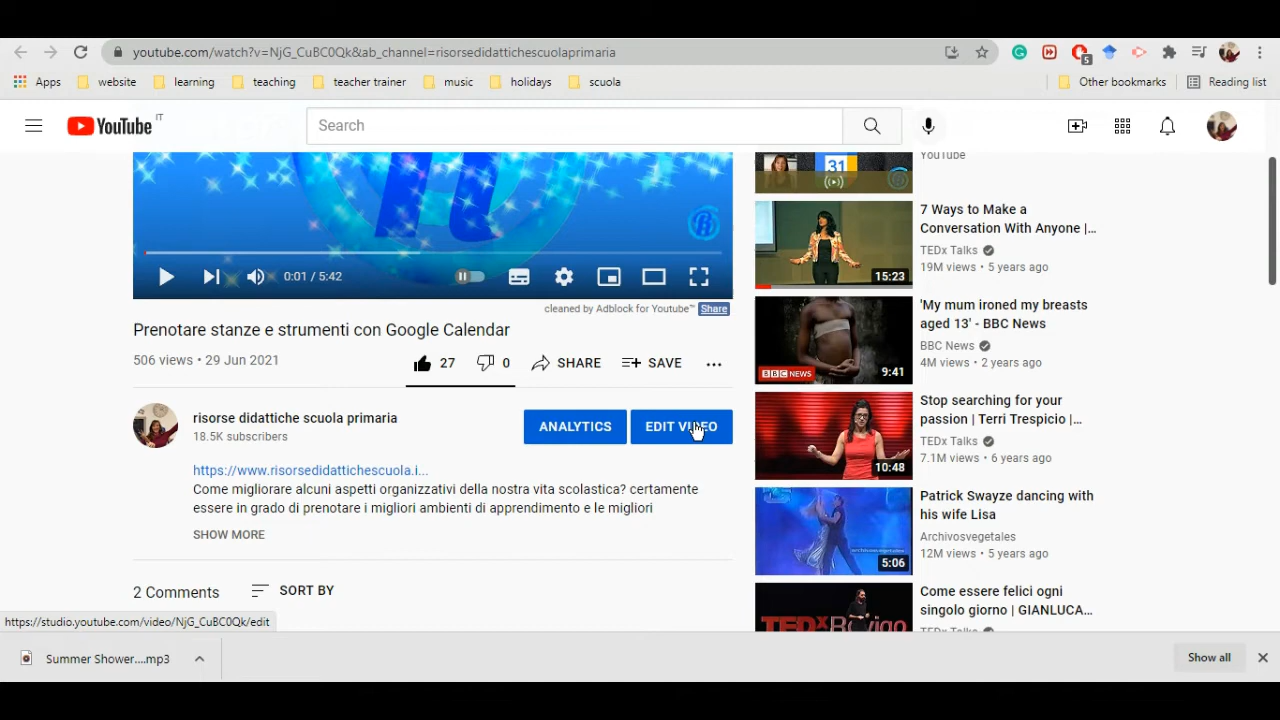 youtube.com/watch?v=NjG_CuBC0Qk&ab_channel=risorsedidattichescuolaprimaria
5
Apps
website
learning
teaching
teacher trainer
music
holidays
scuola
Other bookmarks
Reading list
YouTube IT
Search
0:01 / 5:42
cleaned by Adblock for Youtube™ Share
Prenotare stanze e strumenti con Google Calendar
506 views • 29 Jun 2021
27
0
SHARE
SAVE
risorse didattiche scuola primaria
18.5K subscribers
ANALYTICS
EDIT VIDEO
https://www.risorsedidattichescuola.i...
Come migliorare alcuni aspetti organizzativi della nostra vita scolastica? certamente
essere in grado di prenotare i migliori ambienti di apprendimento e le migliori
SHOW MORE
2 Comments
SORT BY
31
YouTube
7 Ways to Make a
Conversation With Anyone |...
TEDx Talks
19M views • 5 years ago
15:23
'My mum ironed my breasts
aged 13' - BBC News
BBC News
4M views • 2 years ago
BBC NEWS
9:41
Stop searching for your
passion | Terri Trespicio |...
TEDx Talks
7.1M views • 6 years ago
10:48
Patrick Swayze dancing with
his wife Lisa
Archivosvegetales
12M views • 5 years ago
5:06
Come essere felici ogni
singolo giorno | GIANLUCA...
TEDx Talks
TEDx Rovigo
https://studio.youtube.com/video/NjG_CuBC0Qk/edit
Summer Shower....mp3
Show all